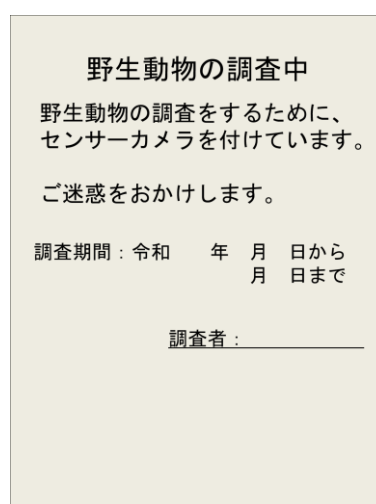 野生動物の調査中
野生動物の調査をするために、
センサーカメラを付けています。
ご迷惑をおかけします。
調査期間：令和　　年　月　日から
月　日まで
調査者：